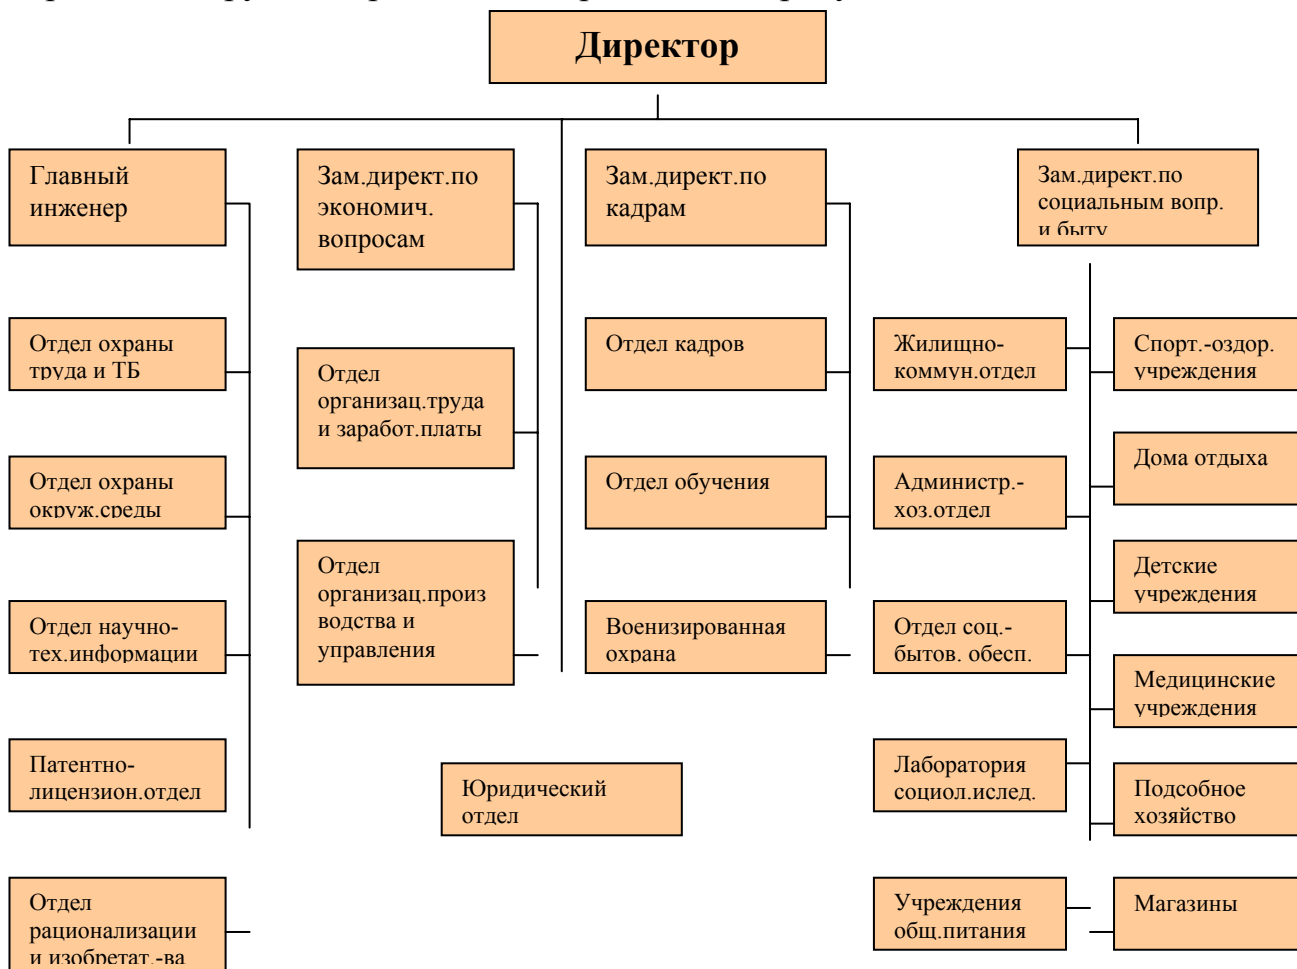 Директор
Главный
инженер
Зам.директ.по
экономич.
вопросам
Зам.директ.по
кадрам
Зам.директ.по
социальным вопр.
и быту
Отдел охраны
труда и ТБ
Отдел
организац.труда
и заработ.платы
Отдел кадров
Жилищно-
коммун.отдел
Спорт.-оздор.
учреждения
Отдел охраны
окруж.среды
Отдел обучения
Администр.-
хоз.отдел
Дома отдыха
Отдел
организац.произ
водства и
управления
Детские
учреждения
Отдел научно-
тех.информации
Военизированная
охрана
Отдел соц.-
бытов. обесп.
Медицинские
учреждения
Патентно-
лицензион.отдел
Юридический
отдел
Лаборатория
социол.ислед.
Подсобное
хозяйство
Отдел
рационализации
и изобретат.-ва
Учреждения
общ.питания
Магазины